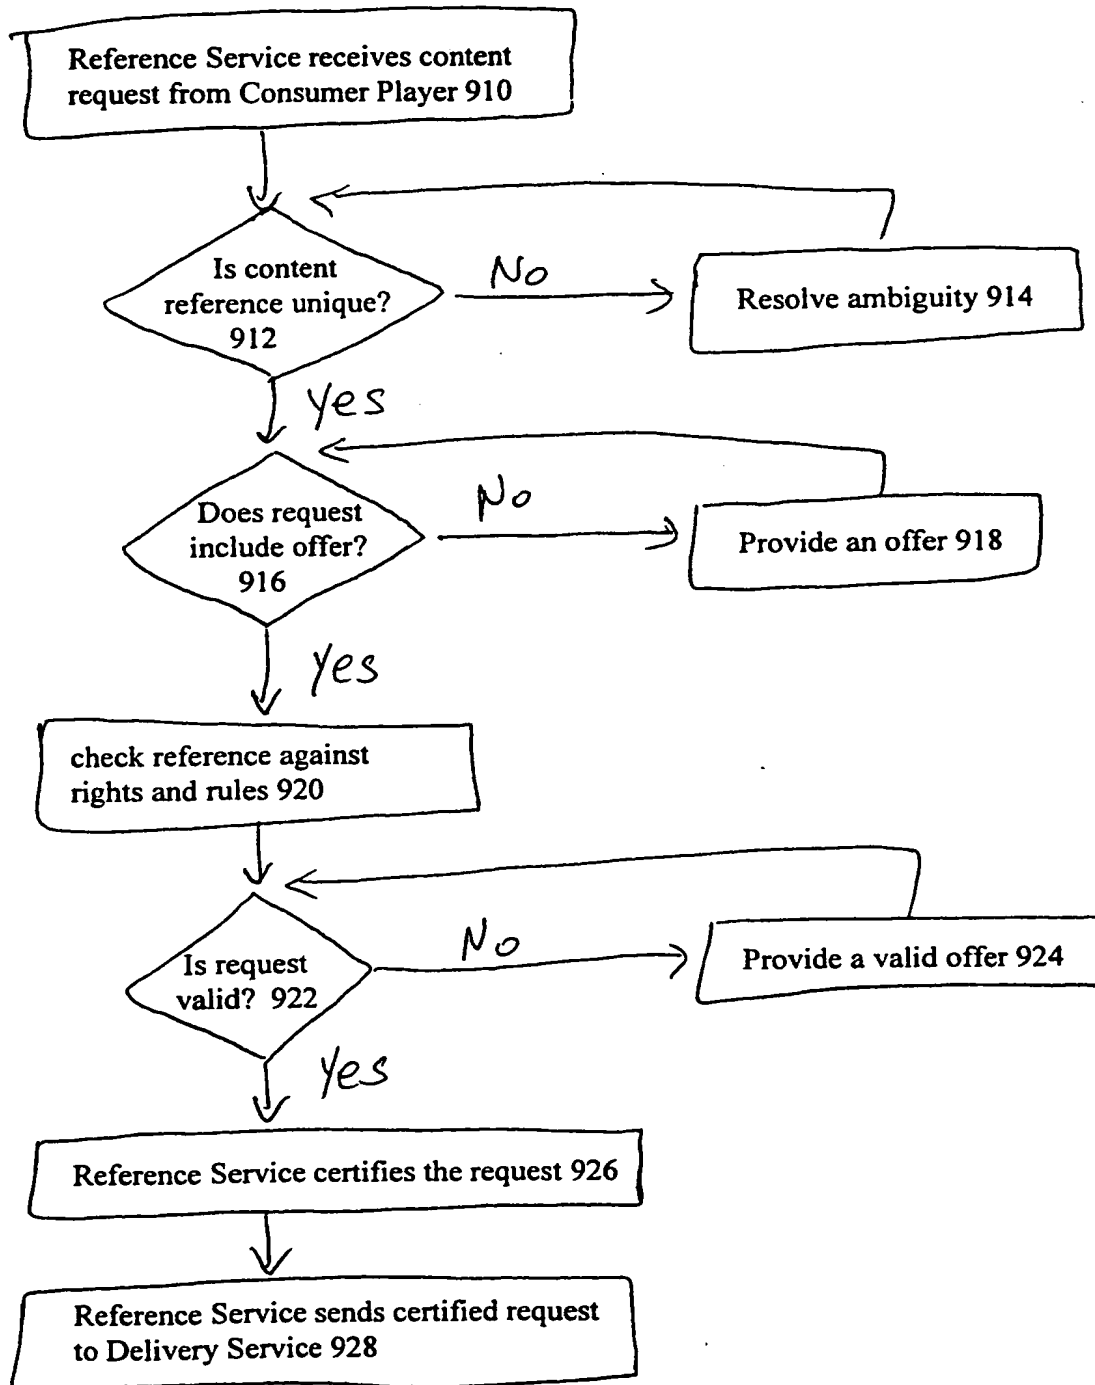 Reference Service receives content
request from Consumer Player 910
Is content
reference unique?
912
No
Resolve ambiguity 914
Yes
Does request
include offer?
916
No
Provide an offer 918
Yes
check reference against
rights and rules 920
Is request
valid? 922
No
Provide a valid offer 924
Yes
Reference Service certifies the request 926
Reference Service sends certified request
to Delivery Service 928